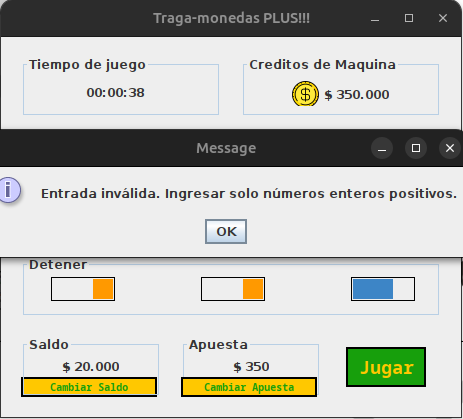 Traga-monedas PLUS!!!
Tiempo de juego
00:00:38
Creditos de Maquina
$ $ 350.000
Message
i Entrada inválida. Ingresar solo números enteros positivos.
OK
Detener
Saldo
$ 20.000
Cambiar Saldo
Apuesta
$ 350
Cambiar Apuesta
Jugar